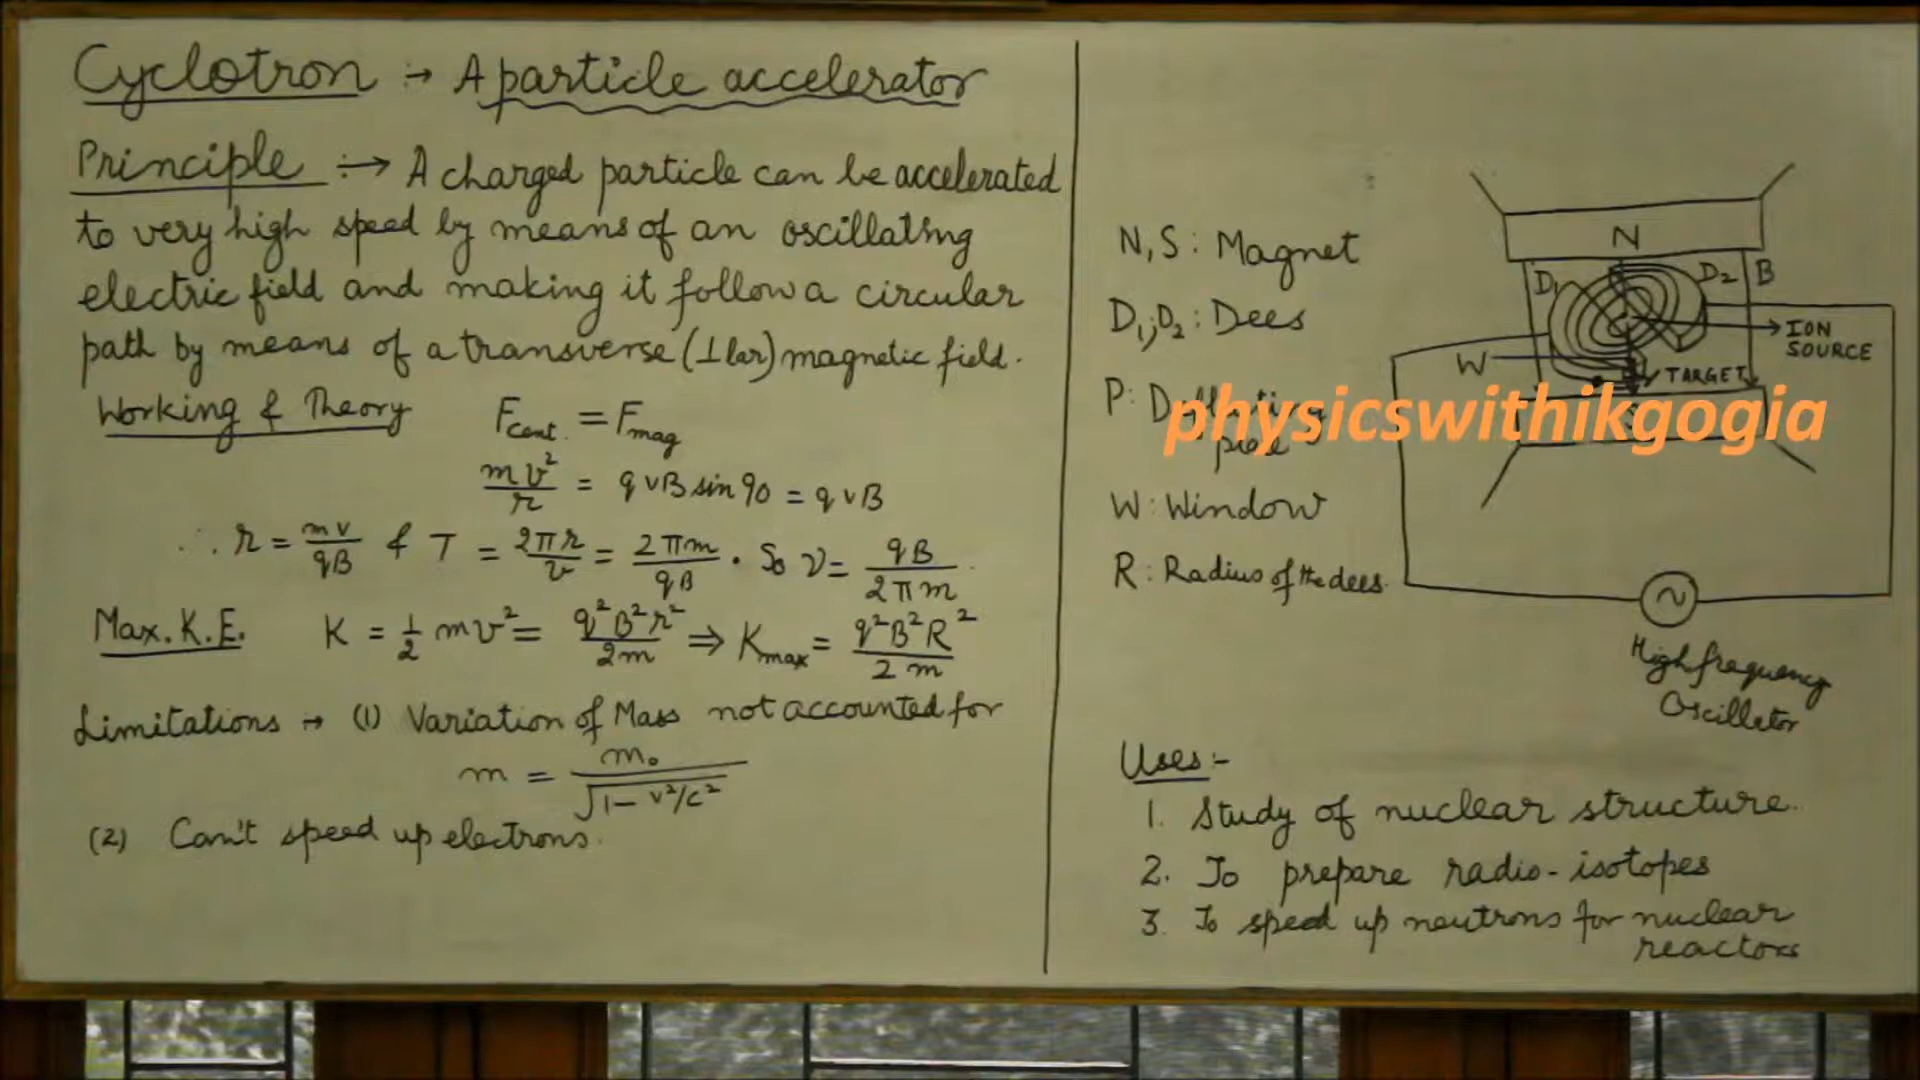 Cyclotron :→ A particle accelerator
Principle :→ A charged particle can be accelerated
to very high speed by means of an oscillating
electric field and making it follow a circular
path by means of a transverse (⊥lar) magnetic field.
Working & Theory F_cent. = F_mag
mv²/r = qvB sin 90 = qvB
∴ r = mv/qB & T = 2πr/v = 2πm/qB . So ν = qB/2πm
Max. K.E. K = 1/2 mv² = q²B²r²/2m ⇒ K_max = q²B²R²/2m
Limitations → (1) Variation of Mass not accounted for
m = m₀/√1 - v²/c²
(2) Can't speed up electrons.
N, S : Magnet
D₁, D₂ : Dees
P:
W : Window
R : Radius of the dees.
N
D₁ D₂ B
ION
SOURCE
W
TARGET
physicswithikgogia
~
High frequency
Oscillator
Uses :-
1. Study of nuclear structure.
2. To prepare radio-isotopes
3. To speed up neutrons for nuclear
reactors